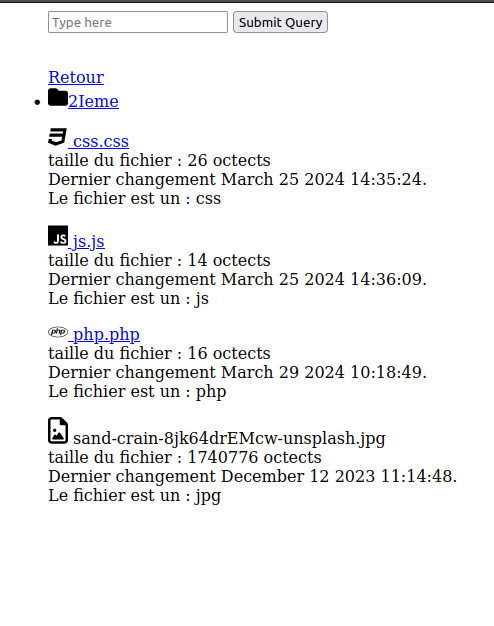 Type here Submit Query
Retour
2Ieme
css.css
taille du fichier : 26 octects
Dernier changement March 25 2024 14:35:24.
Le fichier est un : css
JS js.js
taille du fichier : 14 octects
Dernier changement March 25 2024 14:36:09.
Le fichier est un : js
php php.php
taille du fichier : 16 octects
Dernier changement March 29 2024 10:18:49.
Le fichier est un : php
sand-crain-8jk64drEMcw-unsplash.jpg
taille du fichier : 1740776 octects
Dernier changement December 12 2023 11:14:48.
Le fichier est un : jpg